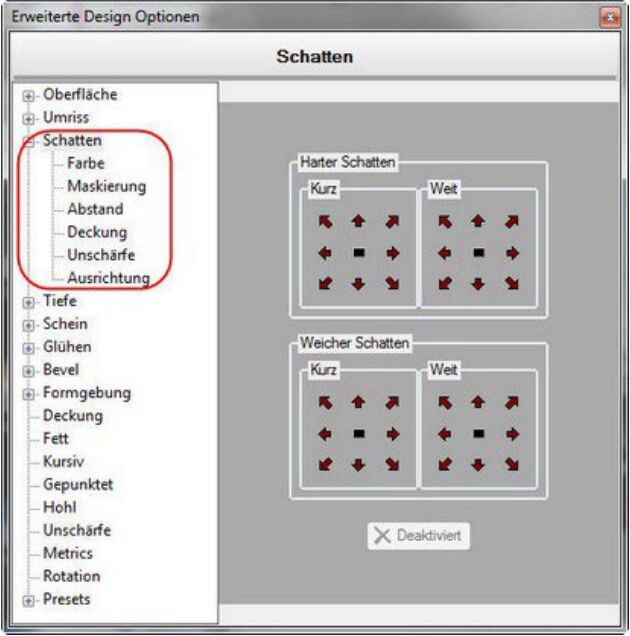 Erweiterte Design Optionen
Schatten
Oberfläche
Umriss
Schatten
Farbe
Maskierung
Abstand
Deckung
Unschärfe
Ausrichtung
Tiefe
Schein
Glühen
Bevel
Formgebung
Deckung
Fett
Kursiv
Gepunktet
Hohl
Unschärfe
Metrics
Rotation
Presets
Harter Schatten
Kurz Weit
Weicher Schatten
Kurz Weit
Deaktiviert